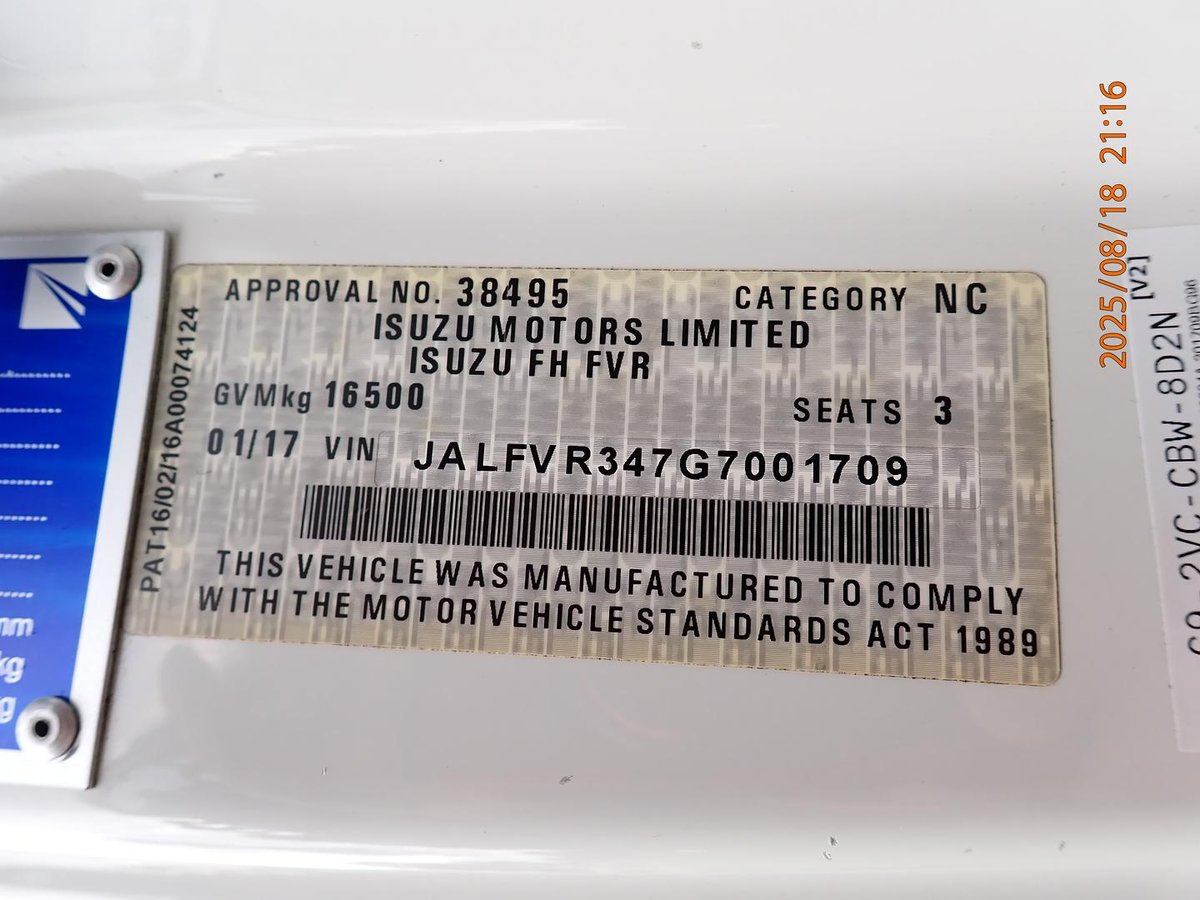 APPROVAL NO. 38495 CATEGORY NC
ISUZU MOTORS LIMITED
ISUZU FH FVR
GVMkg 16500 SEATS 3
01/17 VIN JALFVR347G7001709
THIS VEHICLE WAS MANUFACTURED TO COMPLY
WITH THE MOTOR VEHICLE STANDARDS ACT 1989
PAT16/02/16A00074124
mm
kg
2025/08/18 21:16
2VC-CBW-8D2N [V2]